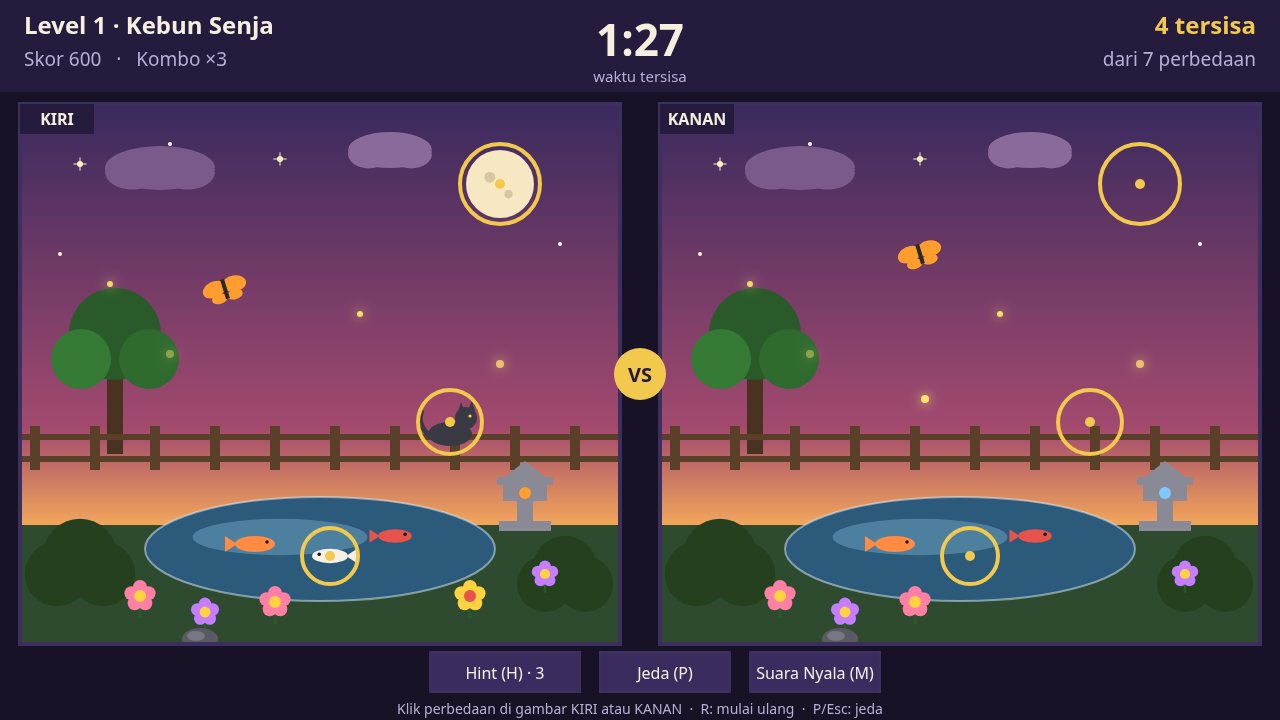 Level 1 · Kebun Senja
Skor 600 · Kombo ×3
1:27
waktu tersisa
4 tersisa
dari 7 perbedaan
KIRI
KANAN
VS
Hint (H) · 3
Jeda (P)
Suara Nyala (M)
Klik perbedaan di gambar KIRI atau KANAN · R: mulai ulang · P/Esc: jeda